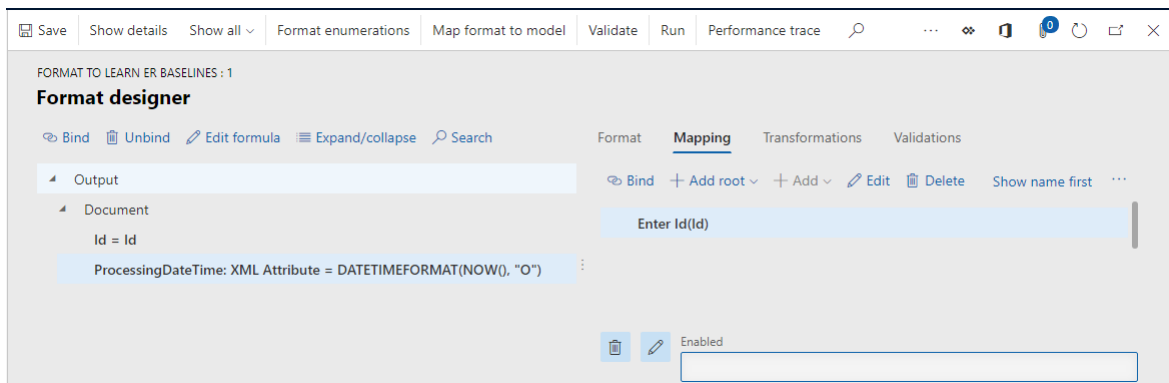 Save Show details Show all Format enumerations Map format to model Validate Run Performance trace ... 0
FORMAT TO LEARN ER BASELINES : 1
Format designer
Bind Unbind Edit formula Expand/collapse Search
Format Mapping Transformations Validations
Output
Document
Id = Id
ProcessingDateTime: XML Attribute = DATETIMEFORMAT(NOW(), "O")
Bind + Add root + Add Edit Delete Show name first ...
Enter Id(Id)
Enabled